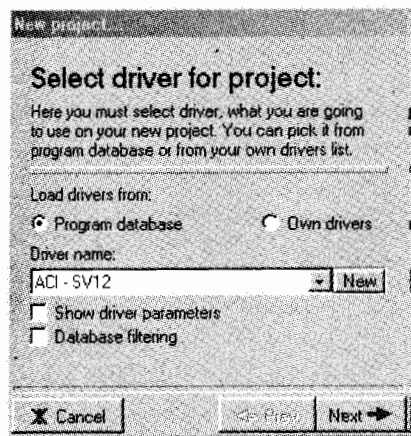 New project...
Select driver for project:
Here you must select driver, what you are going
to use on your new project. You can pick it from
program database or from your own drivers list.
Load drivers from:
Program database Own drivers
Driver name:
ACI - SV12 New
Show driver parameters
Database filtering
Cancel Prev Next